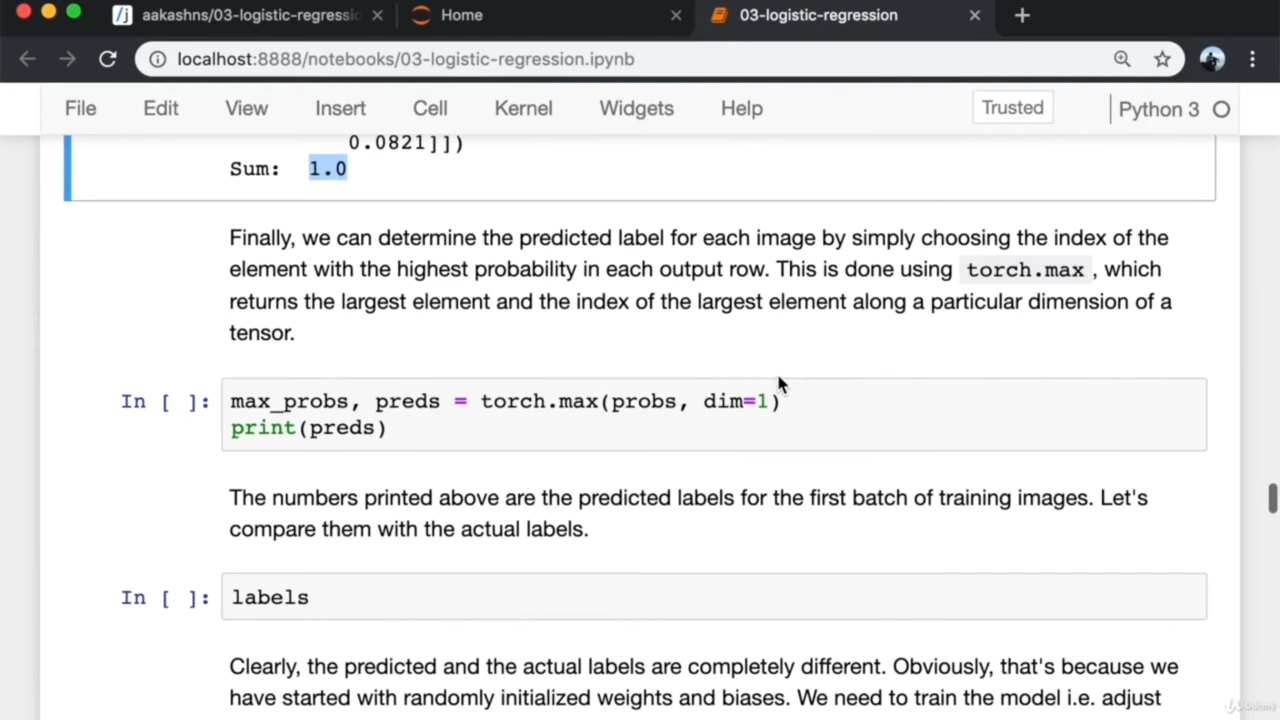 aakashns/03-logistic-regressio
Home
03-logistic-regression
localhost:8888/notebooks/03-logistic-regression.ipynb
File Edit View Insert Cell Kernel Widgets Help Trusted Python 3
0.0821]])
Sum: 1.0
Finally, we can determine the predicted label for each image by simply choosing the index of the
element with the highest probability in each output row. This is done using torch.max , which
returns the largest element and the index of the largest element along a particular dimension of a
tensor.
In [ ]: max_probs, preds = torch.max(probs, dim=1)
print(preds)
The numbers printed above are the predicted labels for the first batch of training images. Let's
compare them with the actual labels.
In [ ]: labels
Clearly, the predicted and the actual labels are completely different. Obviously, that's because we
have started with randomly initialized weights and biases. We need to train the model i.e. adjust
Udemy